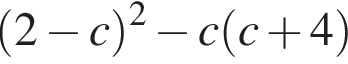 (2 − c)² − c(c + 4)